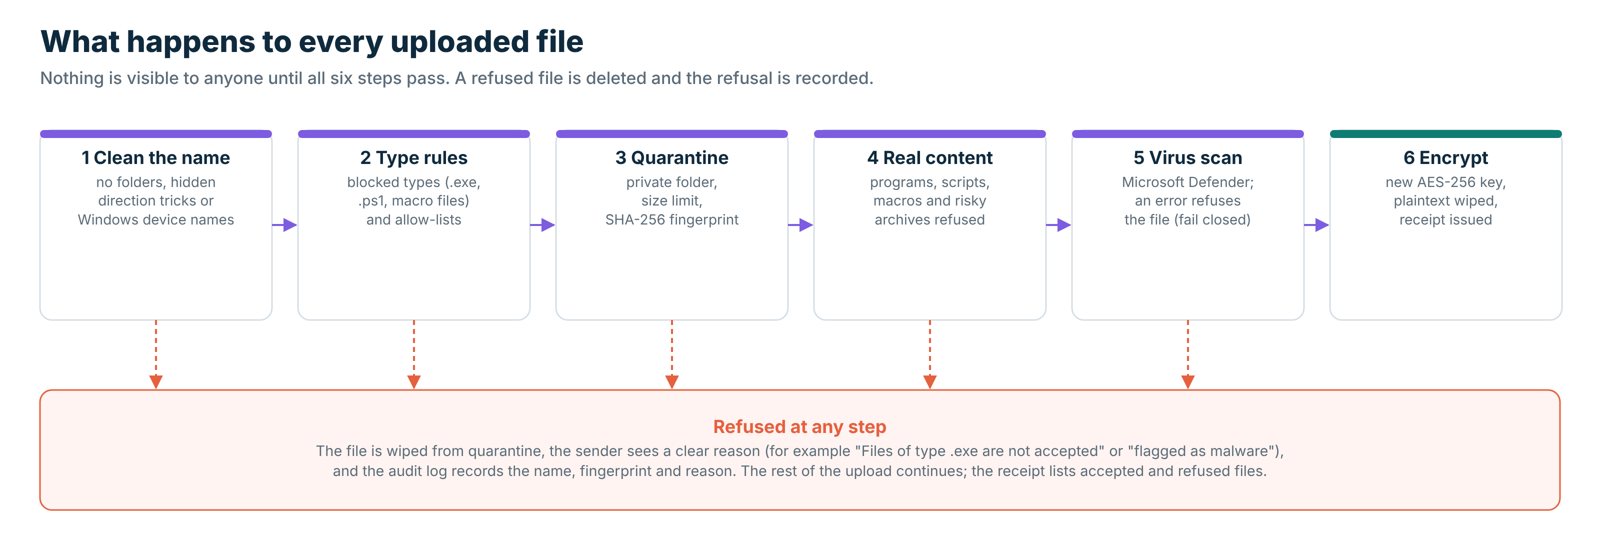 What happens to every uploaded file
Nothing is visible to anyone until all six steps pass. A refused file is deleted and the refusal is recorded.
1 Clean the name
no folders, hidden
direction tricks or
Windows device names
2 Type rules
blocked types (.exe,
.ps1, macro files)
and allow-lists
3 Quarantine
private folder,
size limit,
SHA-256 fingerprint
4 Real content
programs, scripts,
macros and risky
archives refused
5 Virus scan
Microsoft Defender;
an error refuses
the file (fail closed)
6 Encrypt
new AES-256 key,
plaintext wiped,
receipt issued
Refused at any step
The file is wiped from quarantine, the sender sees a clear reason (for example "Files of type .exe are not accepted" or "flagged as malware"),
and the audit log records the name, fingerprint and reason. The rest of the upload continues; the receipt lists accepted and refused files.